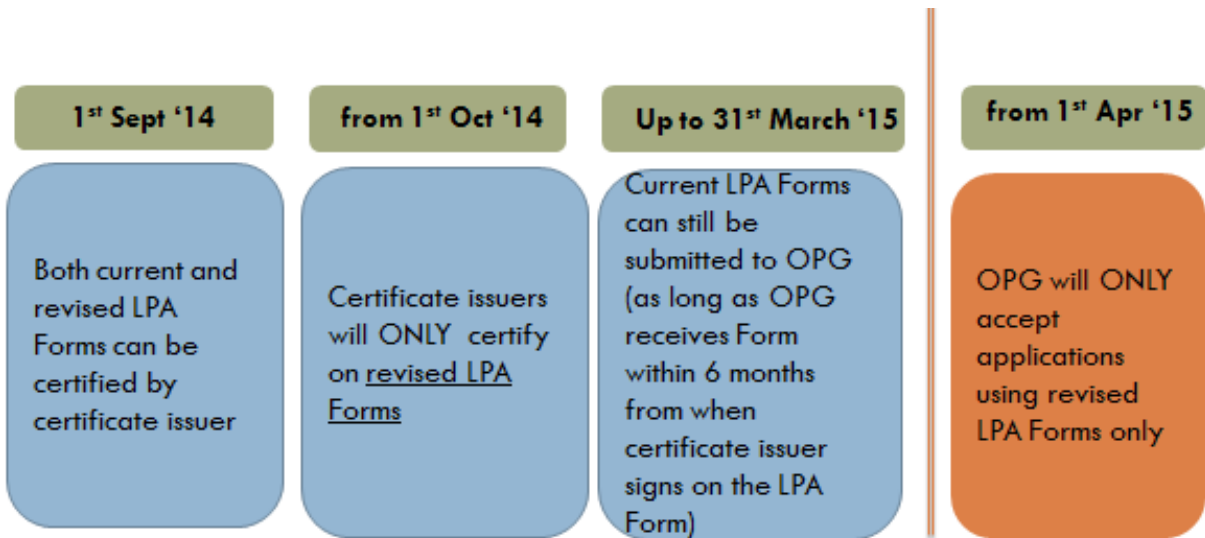 1st Sept ‘14
Both current and
revised LPA
Forms can be
certified by
certificate issuer
from 1st Oct ‘14
Certificate issuers
will ONLY certify
on revised LPA
Forms
Up to 31st March ‘15
Current LPA Forms
can still be
submitted to OPG
(as long as OPG
receives Form
within 6 months
from when
certificate issuer
signs on the LPA
Form)
from 1st Apr ‘15
OPG will ONLY
accept
applications
using revised
LPA Forms only